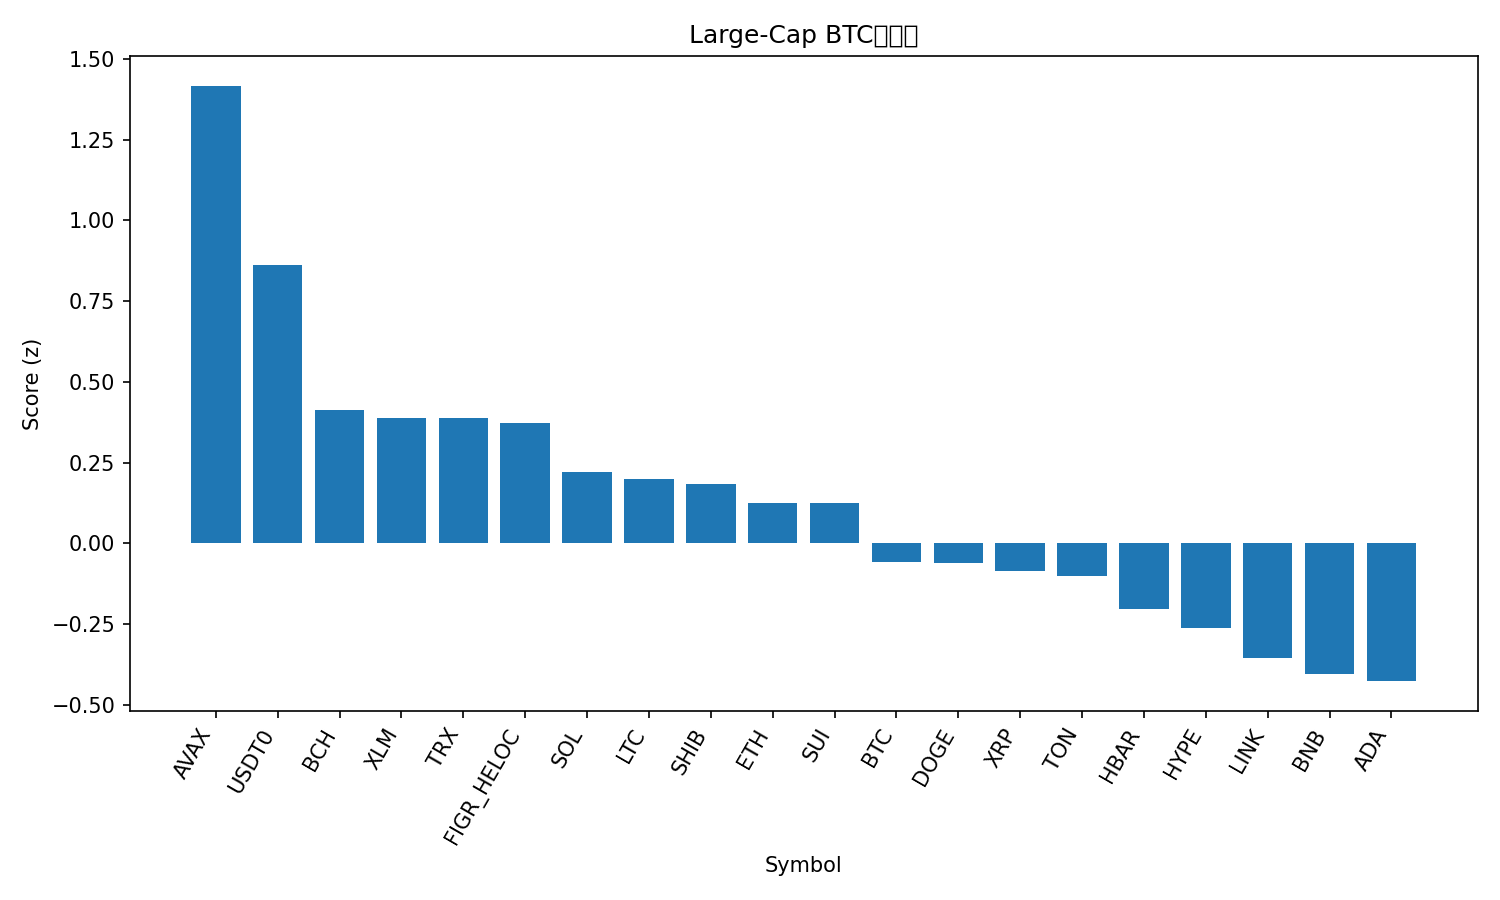 Large-Cap BTC
1.50
1.25
1.00
0.75
0.50
0.25
0.00
−0.25
−0.50
Score (z)
AVAX
USDT0
BCH
XLM
TRX
FIGR_HELOC
SOL
LTC
SHIB
ETH
SUI
BTC
DOGE
XRP
TON
HBAR
HYPE
LINK
BNB
ADA
Symbol